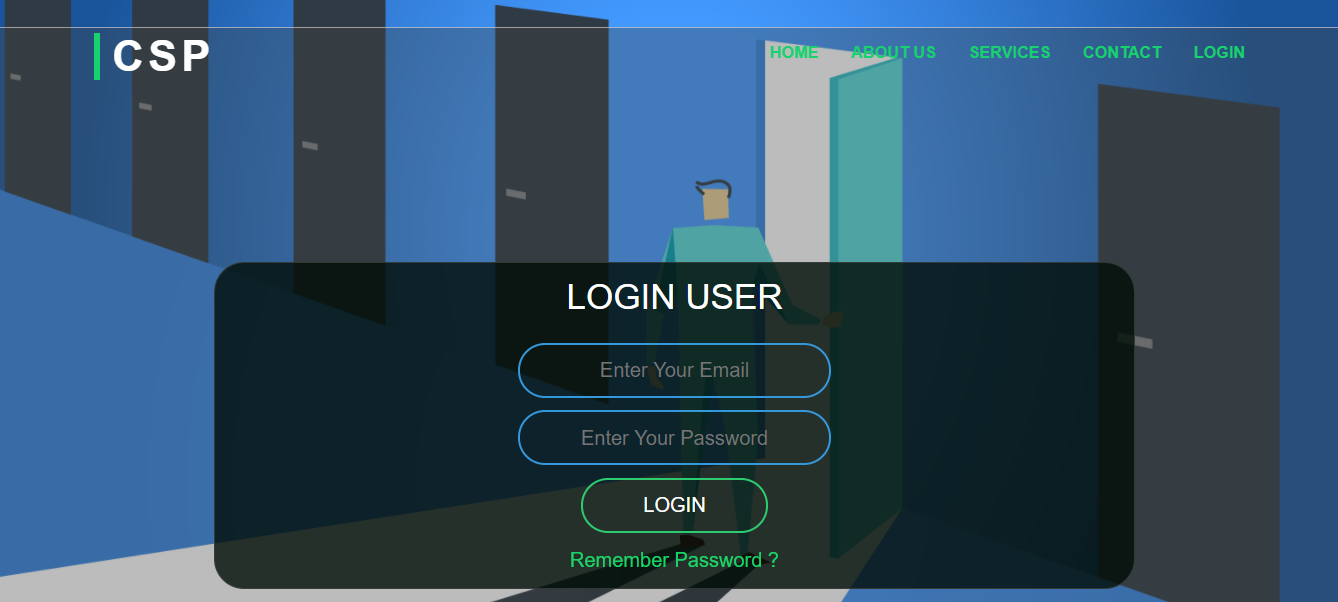 CSP
HOME ABOUT US SERVICES CONTACT LOGIN
LOGIN USER
Enter Your Email
Enter Your Password
LOGIN
Remember Password ?